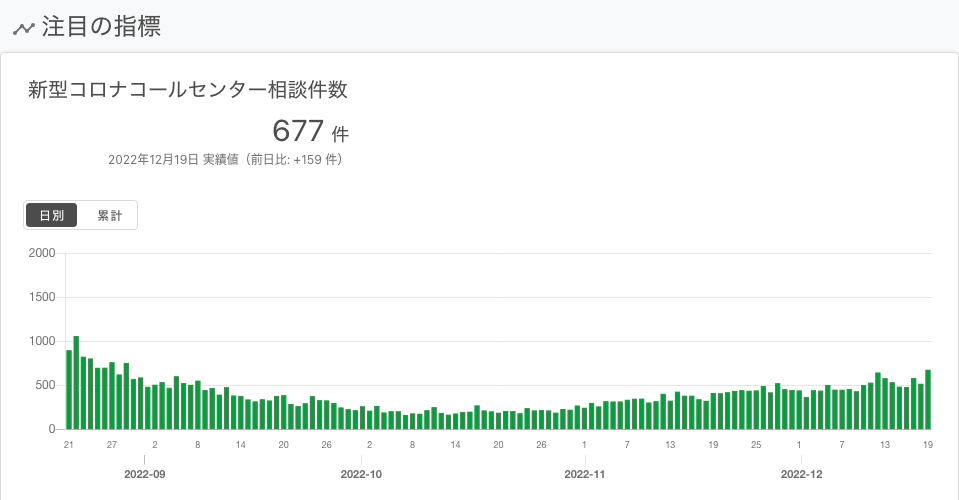 注目の指標
新型コロナコールセンター相談件数
677 件
2022年12月19日 実績値（前日比: +159 件）
日別 累計
2000
1500
1000
500
0
21 27 2 8 14 20 26 2 8 14 20 26 1 7 13 19 25 1 7 13 19
2022-09 2022-10 2022-11 2022-12